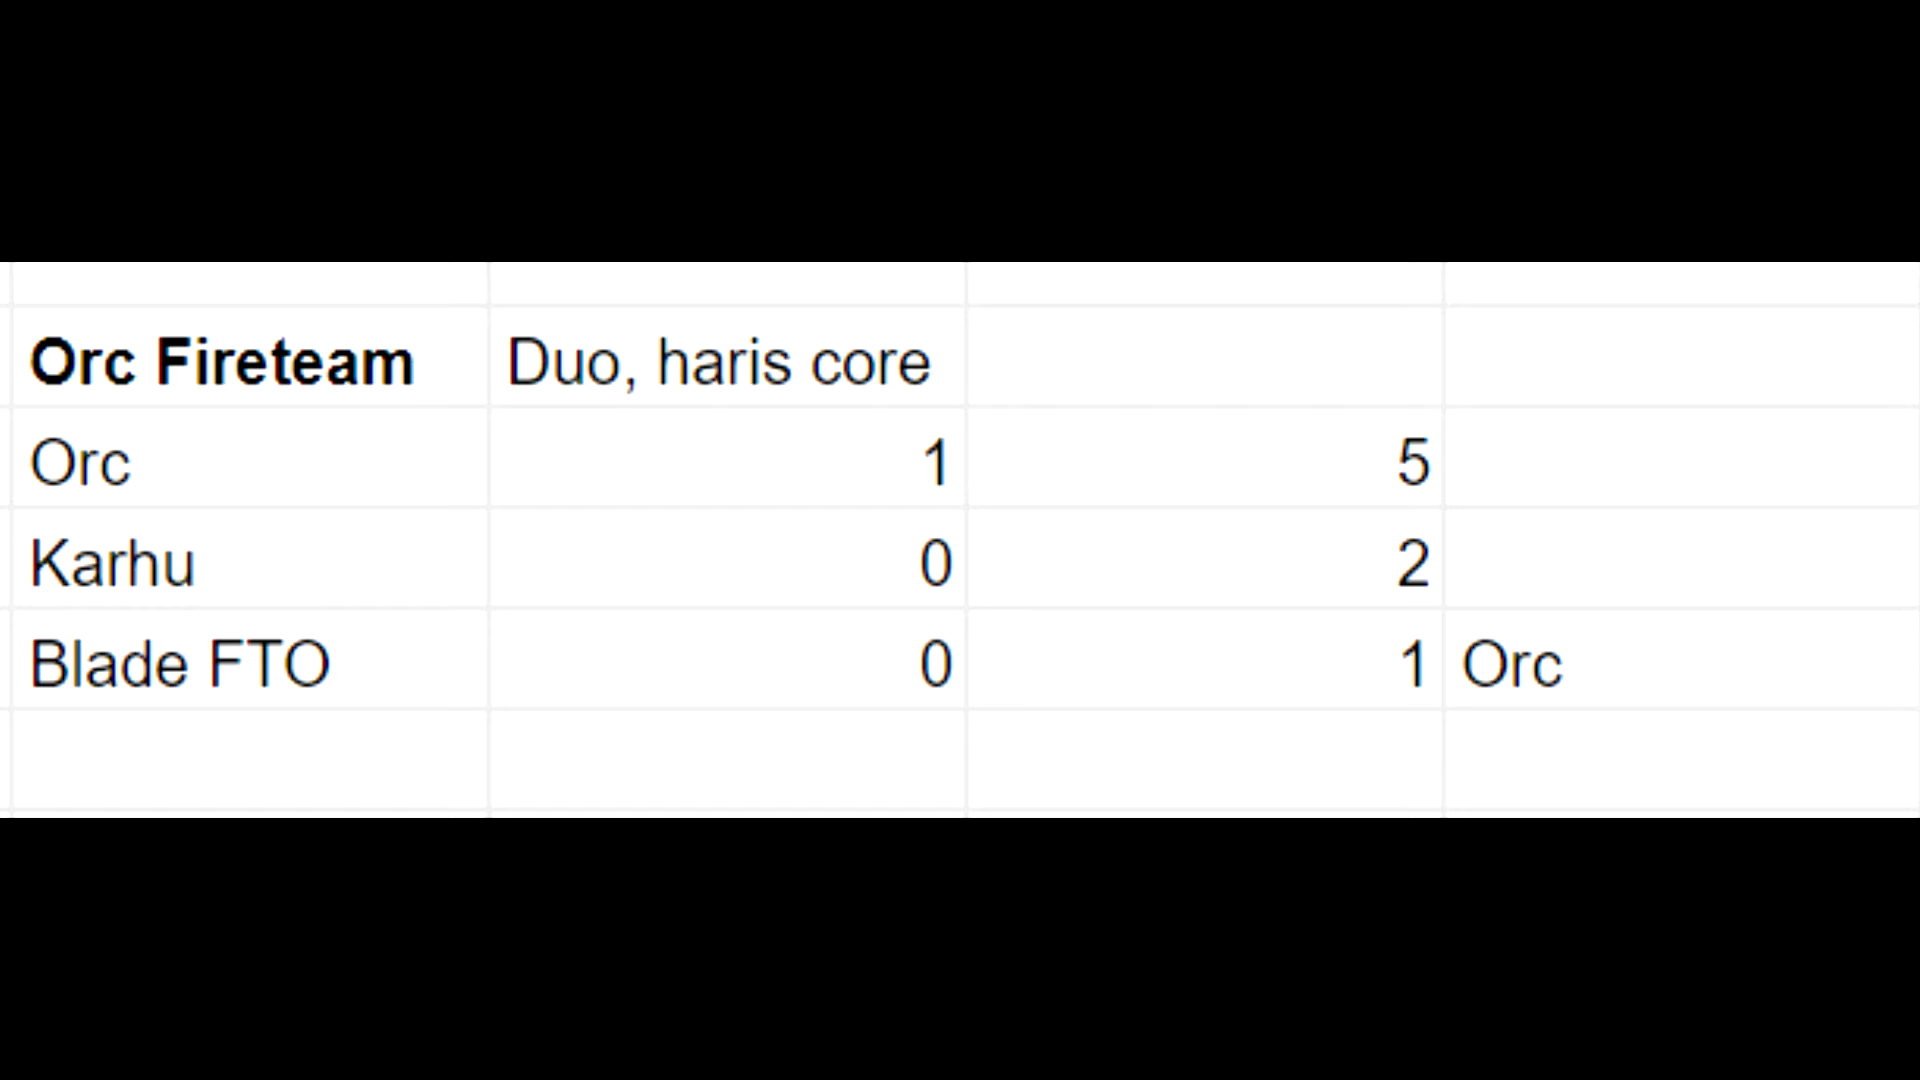 Orc Fireteam Duo, haris core
Orc 1 5
Karhu 0 2
Blade FTO 0 1 Orc